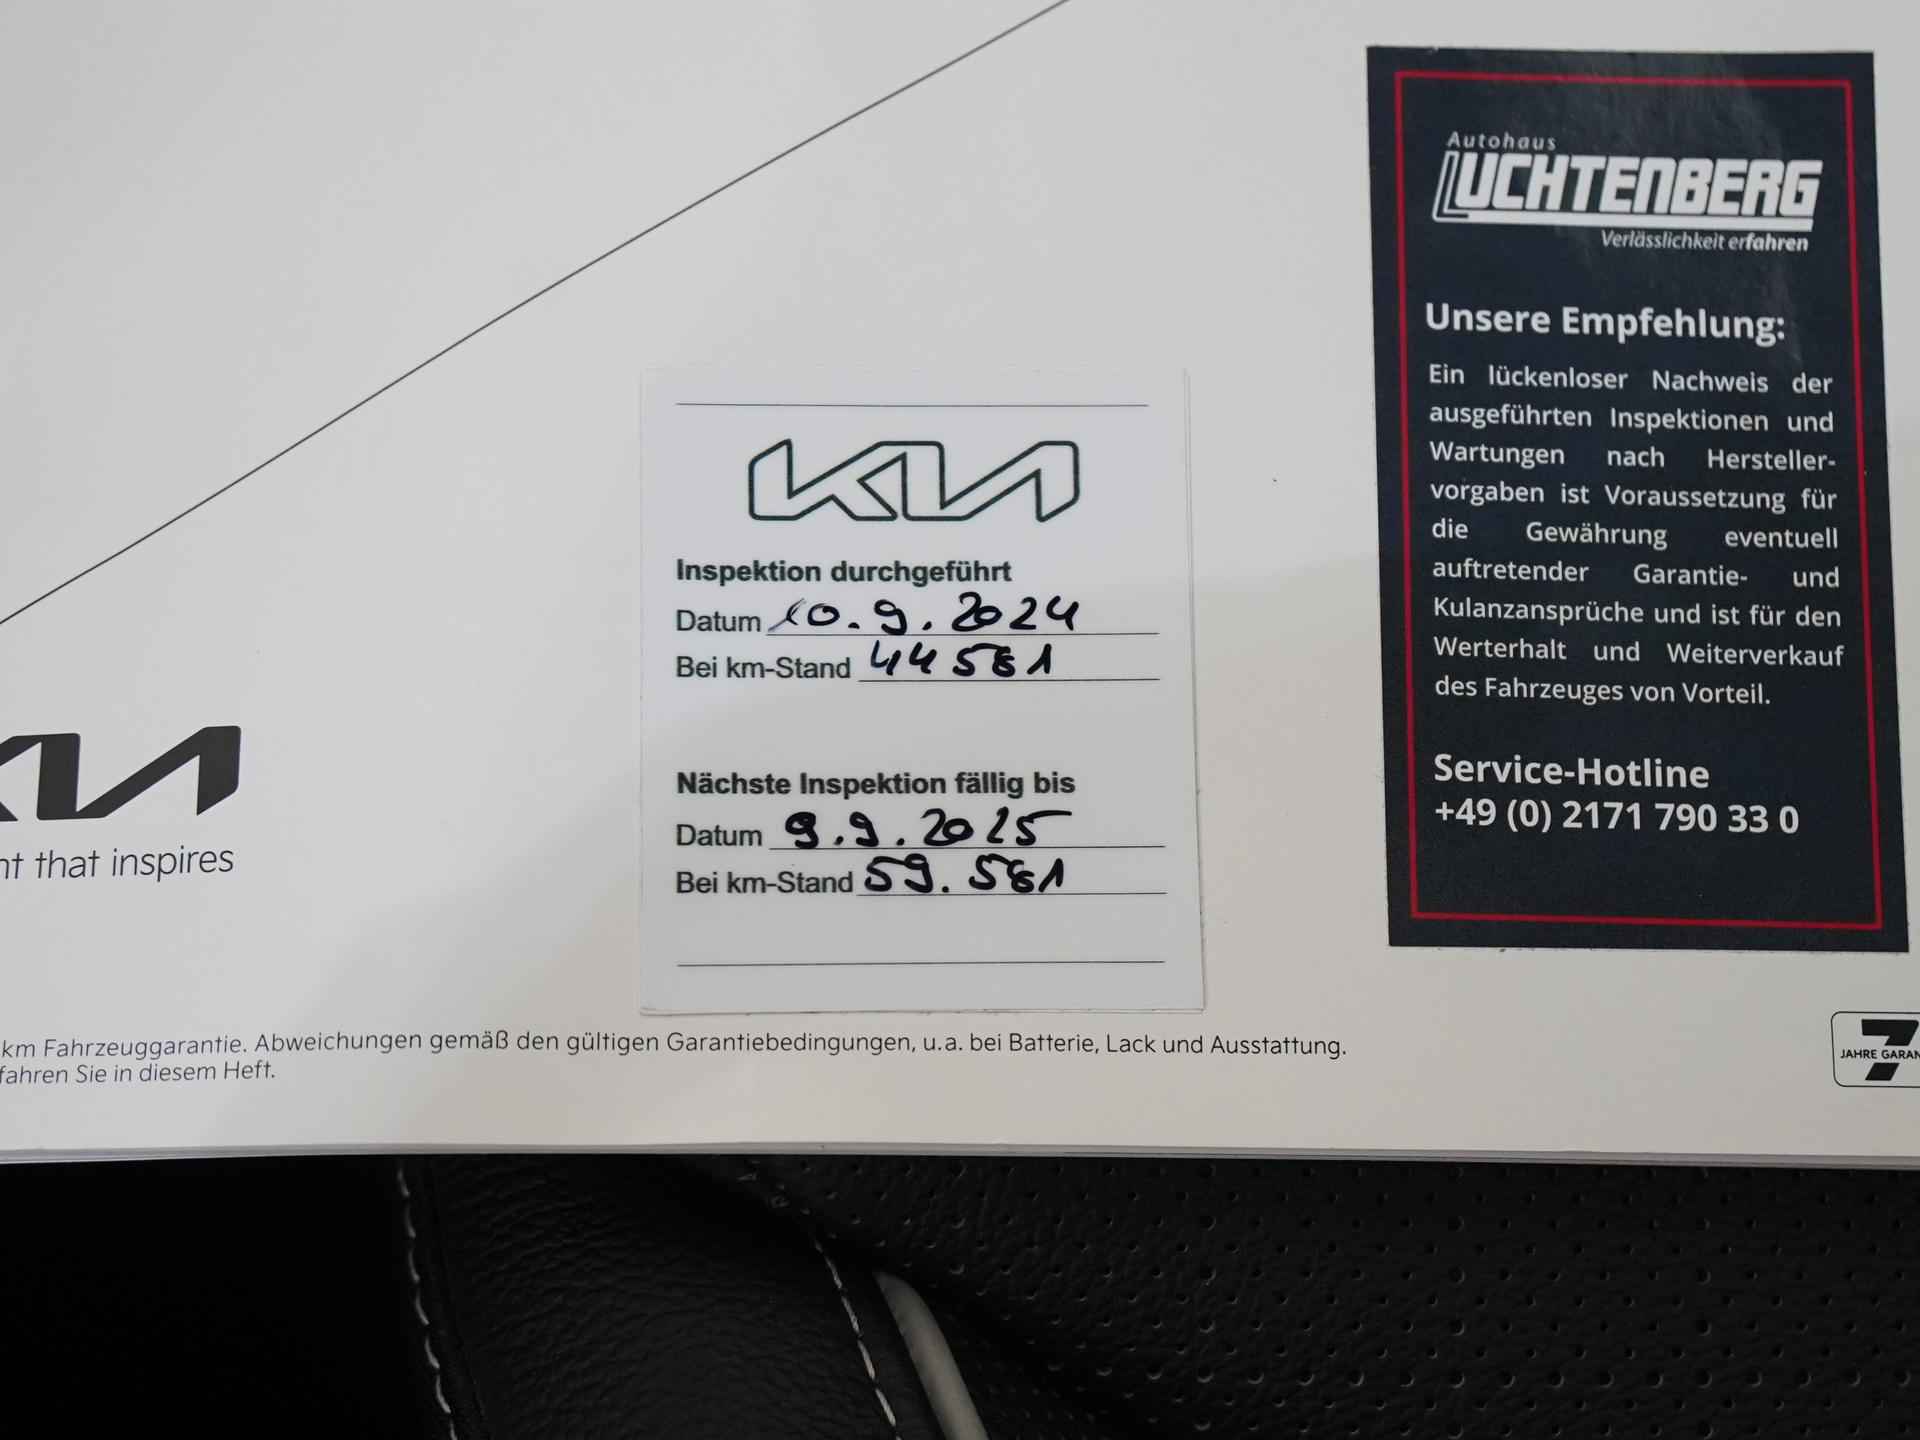 KIA
nt that inspires
KIA
Inspektion durchgeführt
Datum 10.9.2024
Bei km-Stand 44561
Nächste Inspektion fällig bis
Datum 9.9.2025
Bei km-Stand 59.561
km Fahrzeuggarantie. Abweichungen gemäß den gültigen Garantiebedingungen, u.a. bei Batterie, Lack und Ausstattung.
fahren Sie in diesem Heft.
Autohaus
LUCHTENBERG
Verlässlichkeit erfahren
Unsere Empfehlung:
Ein lückenloser Nachweis der
ausgeführten Inspektionen und
Wartungen nach Hersteller-
vorgaben ist Voraussetzung für
die Gewährung eventuell
auftretender Garantie- und
Kulanzansprüche und ist für den
Werterhalt und Weiterverkauf
des Fahrzeuges von Vorteil.
Service-Hotline
+49 (0) 2171 790 33 0
7
JAHRE GARAN